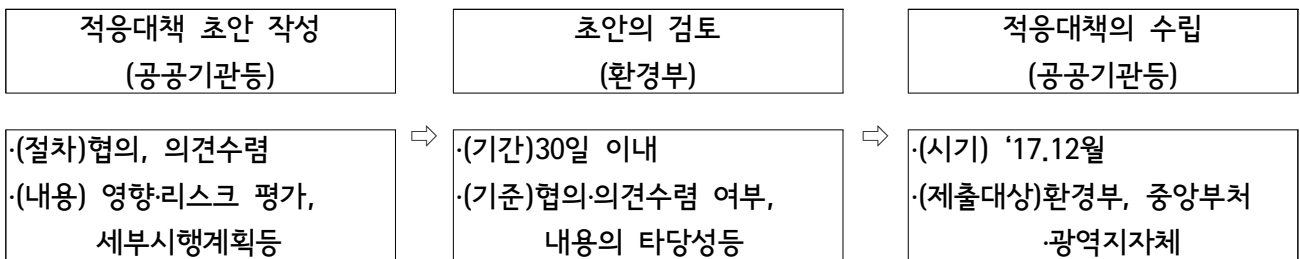 적응대책 초안 작성
(공공기관등)
초안의 검토
(환경부)
적응대책의 수립
(공공기관등)
·(절차)협의, 의견수렴
·(내용) 영향·리스크 평가,
세부시행계획등
⇨
·(기간)30일 이내
·(기준)협의·의견수렴 여부,
내용의 타당성등
⇨
·(시기) ‘17.12월
·(제출대상)환경부, 중앙부처
·광역지자체